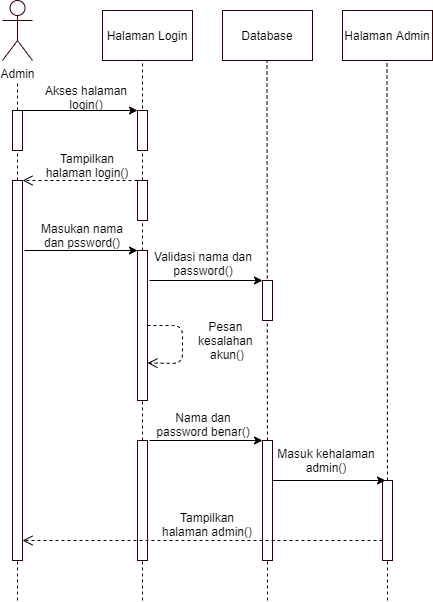 Halaman Login
Database
Halaman Admin
Admin
Akses halaman
login()
Tampilkan
halaman login()
Masukan nama
dan pssword()
Validasi nama dan
password()
Pesan
kesalahan
akun()
Nama dan
password benar()
Masuk kehalaman
admin()
Tampilkan
halaman admin()